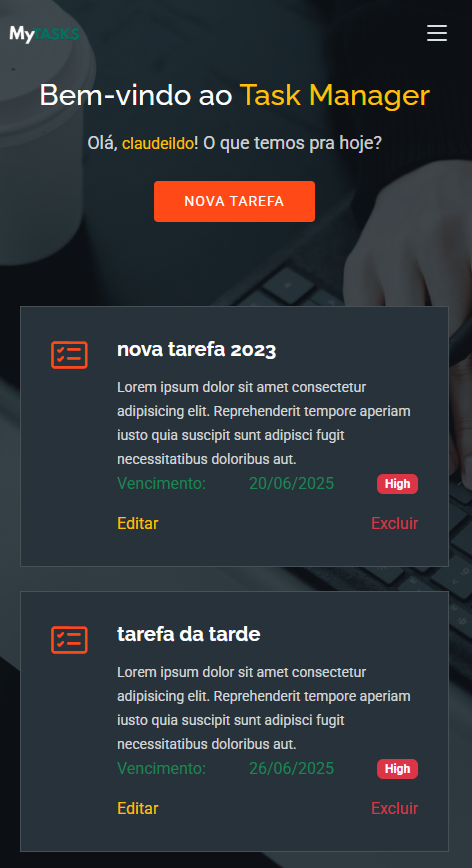 MyTASKS
Bem-vindo ao Task Manager
Olá, claudeildo! O que temos pra hoje?
NOVA TAREFA
nova tarefa 2023
Lorem ipsum dolor sit amet consectetur
adipisicing elit. Reprehenderit tempore aperiam
iusto quia suscipit sunt adipisci fugit
necessitatibus doloribus aut.
Vencimento: 20/06/2025 High
Editar Excluir
tarefa da tarde
Lorem ipsum dolor sit amet consectetur
adipisicing elit. Reprehenderit tempore aperiam
iusto quia suscipit sunt adipisci fugit
necessitatibus doloribus aut.
Vencimento: 26/06/2025 High
Editar Excluir